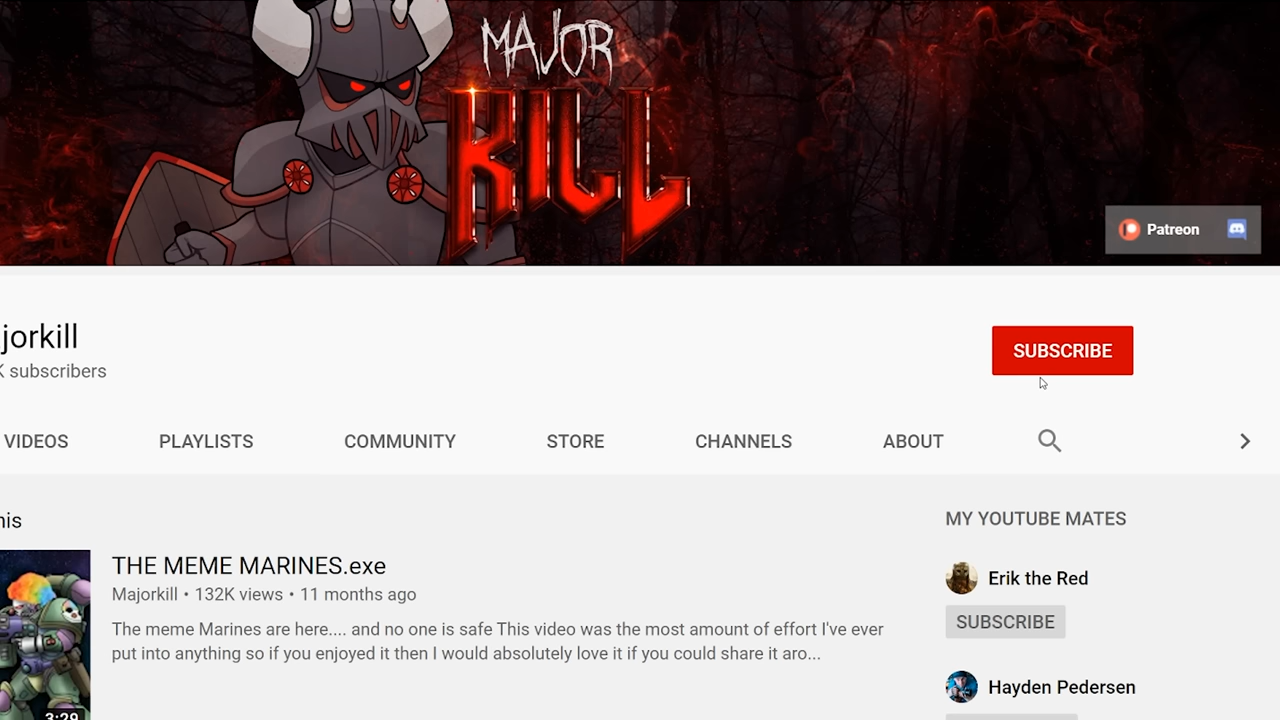 MAJOR
KILL
Patreon
jorkill
K subscribers
SUBSCRIBE
VIDEOS
PLAYLISTS
COMMUNITY
STORE
CHANNELS
ABOUT
his
MY YOUTUBE MATES
THE MEME MARINES.exe
Majorkill • 132K views • 11 months ago
The meme Marines are here.... and no one is safe This video was the most amount of effort I've ever
put into anything so if you enjoyed it then I would absolutely love it if you could share it aro...
3:29
Erik the Red
SUBSCRIBE
Hayden Pedersen